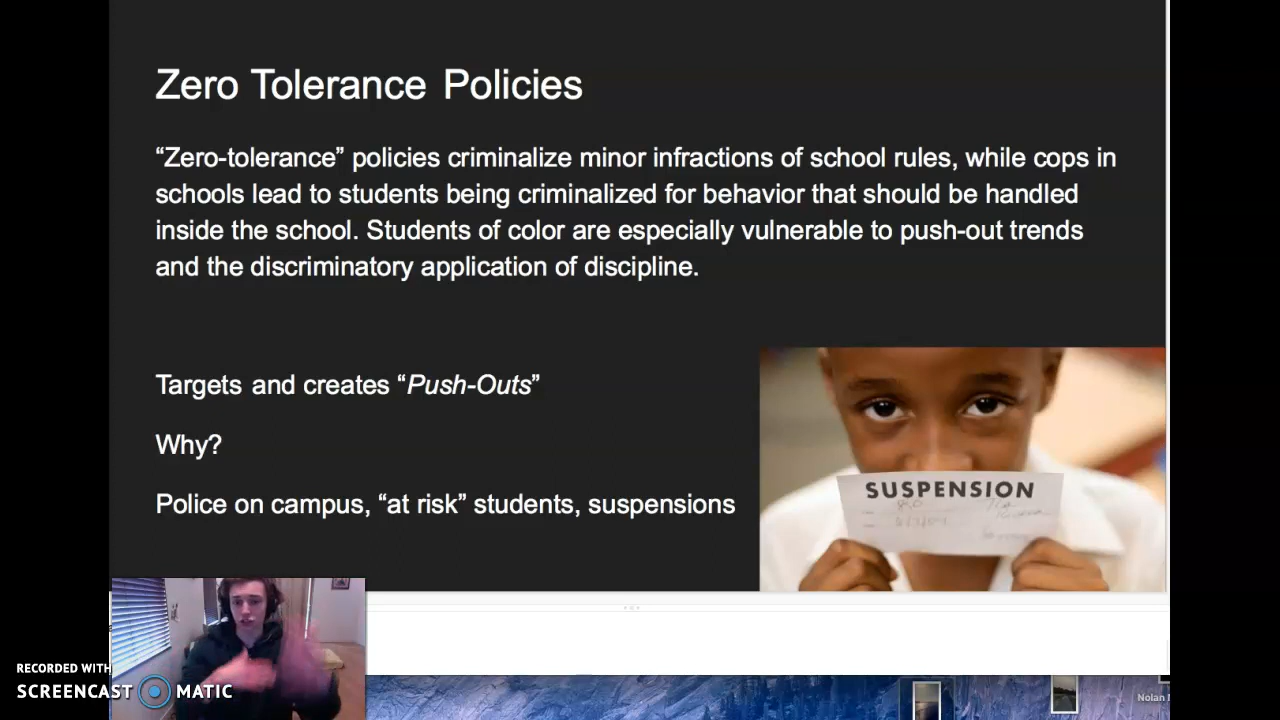 Zero Tolerance Policies
“Zero-tolerance” policies criminalize minor infractions of school rules, while cops in
schools lead to students being criminalized for behavior that should be handled
inside the school. Students of color are especially vulnerable to push-out trends
and the discriminatory application of discipline.
Targets and creates “Push-Outs”
Why?
Police on campus, “at risk” students, suspensions
SUSPENSION
RECORDED WITH
SCREENCAST MATIC
Nolan